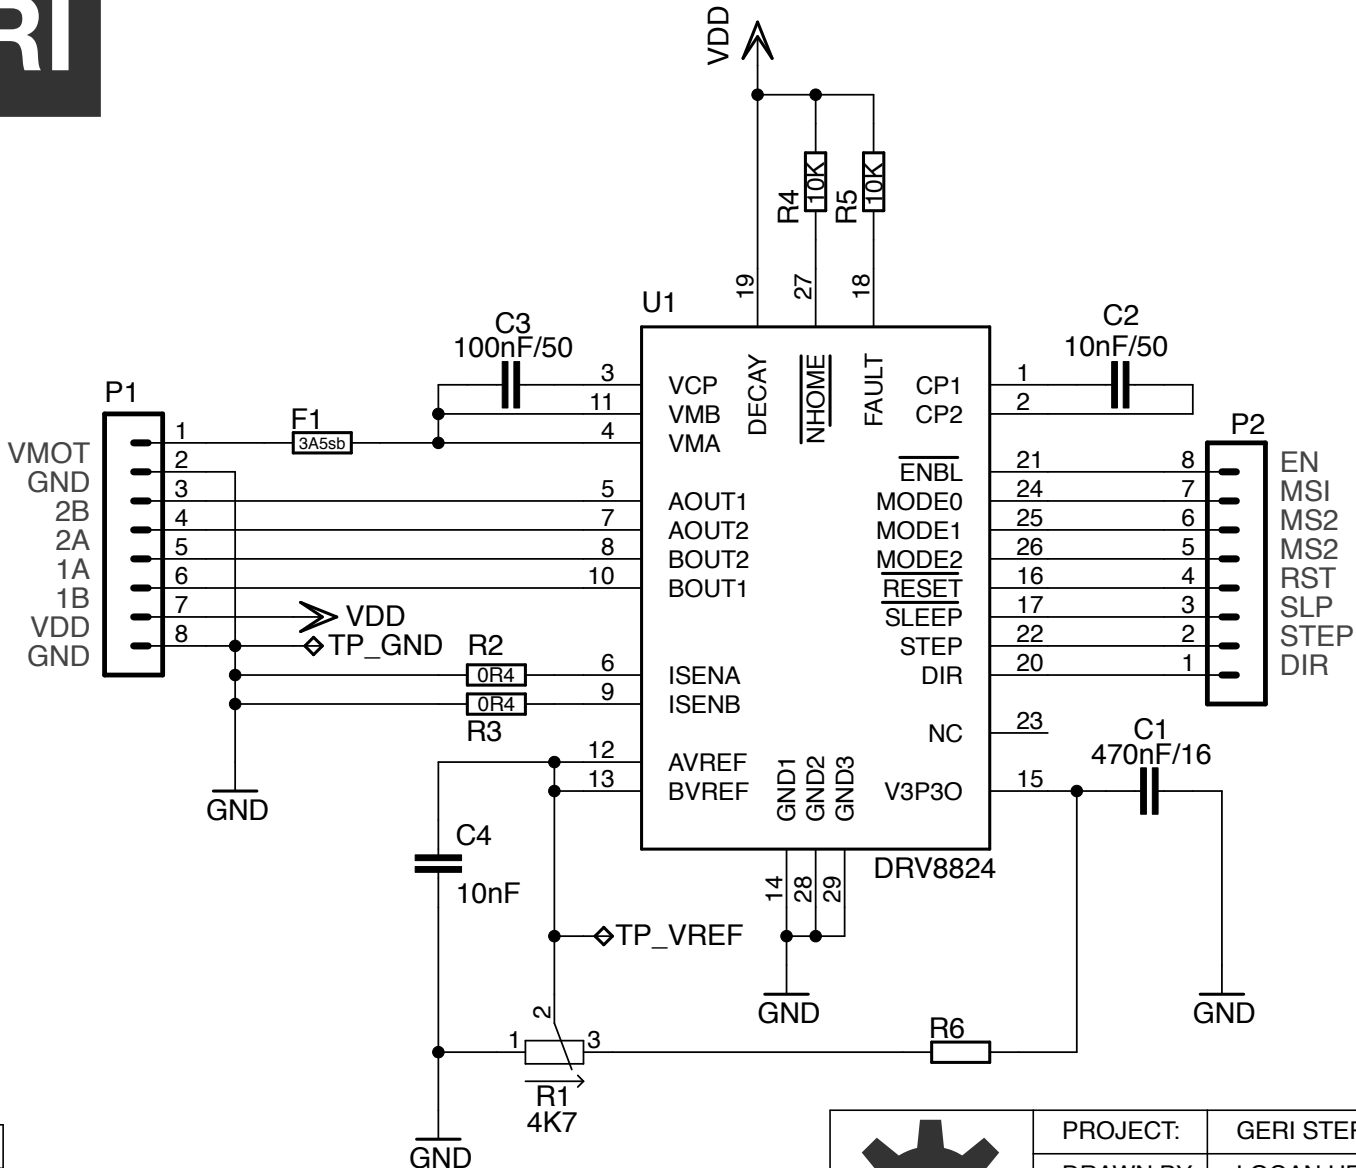 RI
VDD
R4
10K
R5
10K
19
27
18
U1
C3
100nF/50
C2
10nF/50
P1
F1
3A5sb
3
11
4
VCP
VMB
VMA
DECAY
NHOME
FAULT
CP1
CP2
1
2
P2
VMOT
GND
2B
2A
1A
1B
VDD
GND
1
2
3
4
5
6
7
8
VDD
TP_GND
5
7
8
10
AOUT1
AOUT2
BOUT2
BOUT1
ENBL
MODE0
MODE1
MODE2
RESET
SLEEP
STEP
DIR
21
24
25
26
16
17
22
20
8
7
6
5
4
3
2
1
EN
MSI
MS2
MS2
RST
SLP
STEP
DIR
R2
0R4
0R4
R3
6
9
ISENA
ISENB
NC
23
C1
470nF/16
12
13
AVREF
BVREF
GND1
GND2
GND3
V3P3O
15
GND
C4
10nF
14
28
29
DRV8824
TP_VREF
GND
GND
2
1
3
R1
4K7
R6
GND
PROJECT: